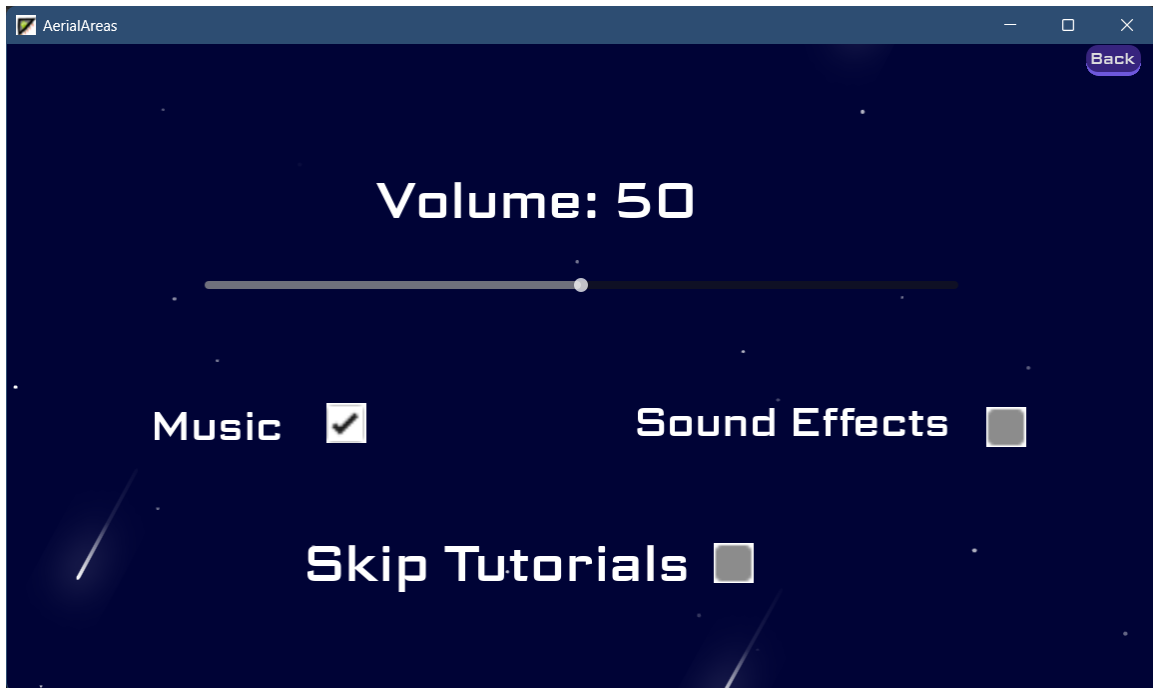 AerialAreas
Back
Volume: 50
Music
Sound Effects
Skip Tutorials